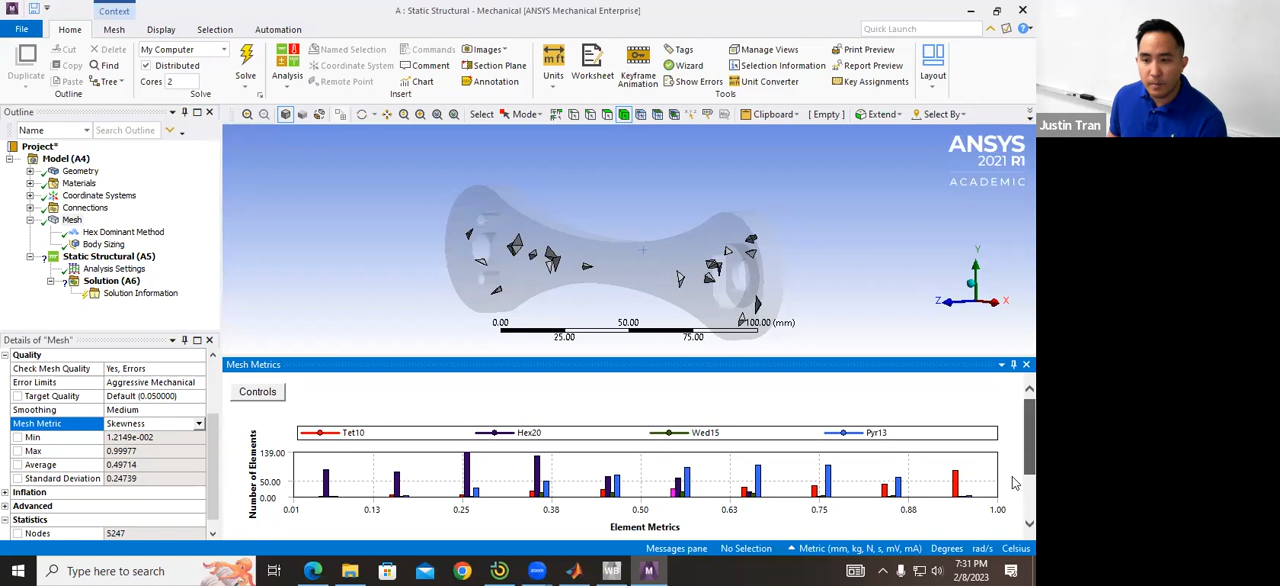 Context
A : Static Structural - Mechanical [ANSYS Mechanical Enterprise]
File Home Mesh Display Selection Automation Quick Launch
Cut Delete My Computer Named Selection Commands Images Tags Manage Views Print Preview
Duplicate Copy Find Distributed Solve Analysis Coordinate System Comment Section Plane Units Worksheet Keyframe Animation Wizard Selection Information Report Preview Layout
Paste Tree Cores 2 Remote Point Chart Annotation Show Errors Unit Converter Key Assignments
Outline Solve Insert Tools
Outline
Select Mode Clipboard [ Empty ] Extend Select By
Name Search Outline
Project*
Model (A4)
Geometry
Materials
Coordinate Systems
Connections
Mesh
Hex Dominant Method
Body Sizing
Static Structural (A5)
Analysis Settings
Solution (A6)
Solution Information
ANSYS
2021 R1
ACADEMIC
Y
Z
X
0.00 50.00 100.00 (mm)
25.00 75.00
Details of "Mesh"
Quality
Check Mesh Quality Yes, Errors
Error Limits Aggressive Mechanical
Target Quality Default (0.050000)
Smoothing Medium
Mesh Metric Skewness
Min 1.2149e-002
Max 0.99977
Average 0.49714
Standard Deviation 0.24739
Inflation
Advanced
Statistics
Nodes 5247
Mesh Metrics
Controls
Tet10 Hex20 Wed15 Pyr13
Number of Elements
139.00
50.00
0.00
0.01 0.13 0.25 0.38 0.50 0.63 0.75 0.88 1.00
Element Metrics
Messages pane No Selection Metric (mm, kg, N, s, mV, mA) Degrees rad/s Celsius
Type here to search
WB
M
7:31 PM
2/8/2023
Justin Tran